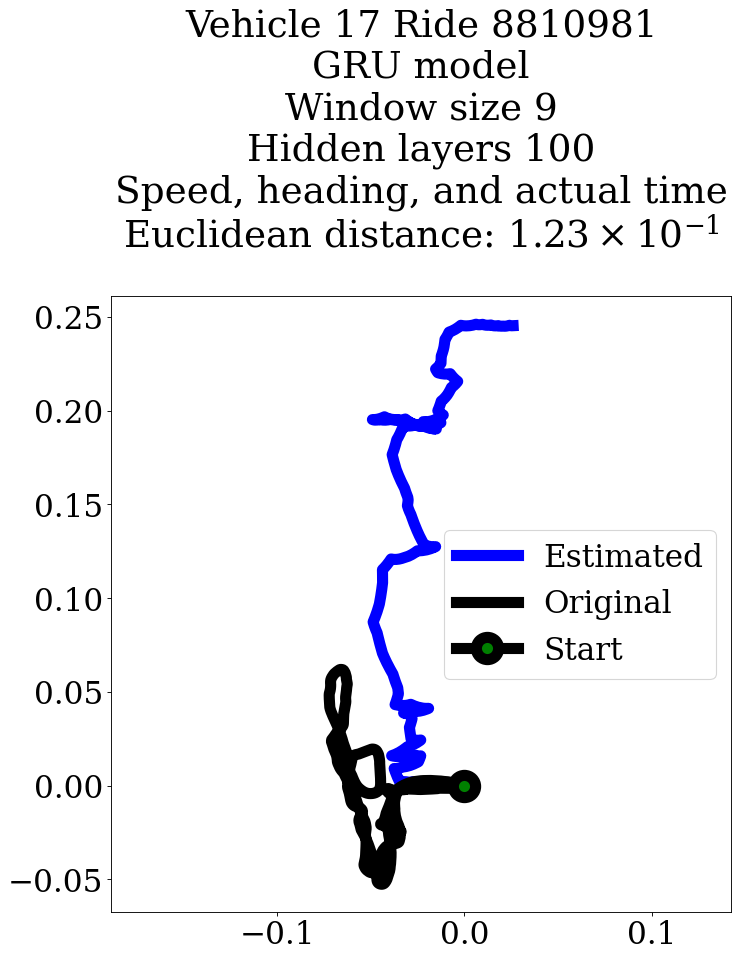 Vehicle 17 Ride 8810981
GRU model
Window size 9
Hidden layers 100
Speed, heading, and actual time
Euclidean distance: 1.23 × 10⁻¹
0.25
0.20
0.15
0.10
0.05
0.00
−0.05
Estimated
Original
Start
−0.1
0.0
0.1